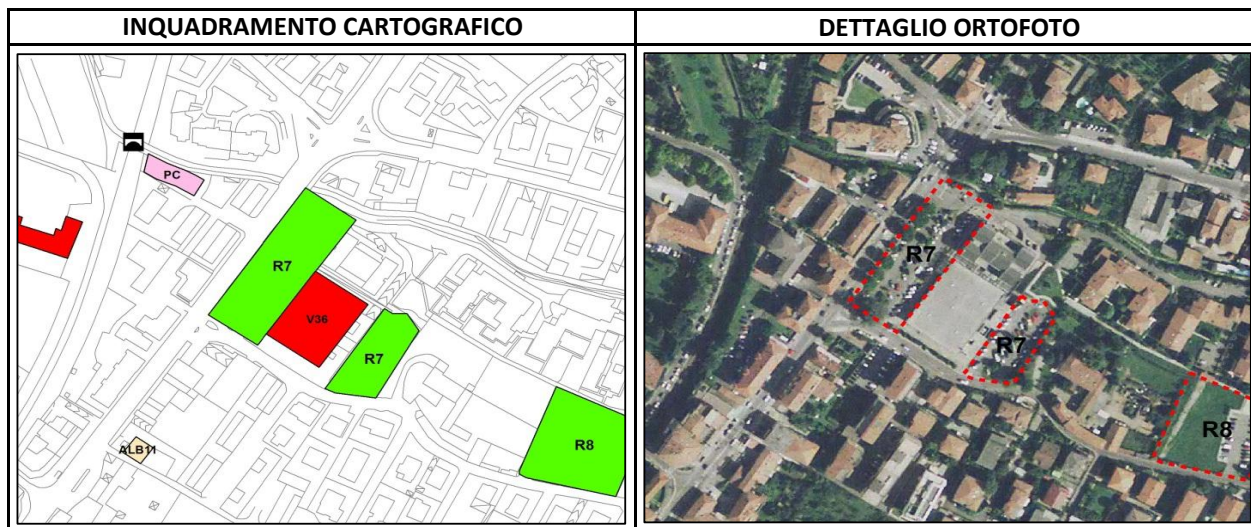 INQUADRAMENTO CARTOGRAFICO
DETTAGLIO ORTOFOTO
PC
R7
V36
R7
R8
ALB11
R7
R7
R8